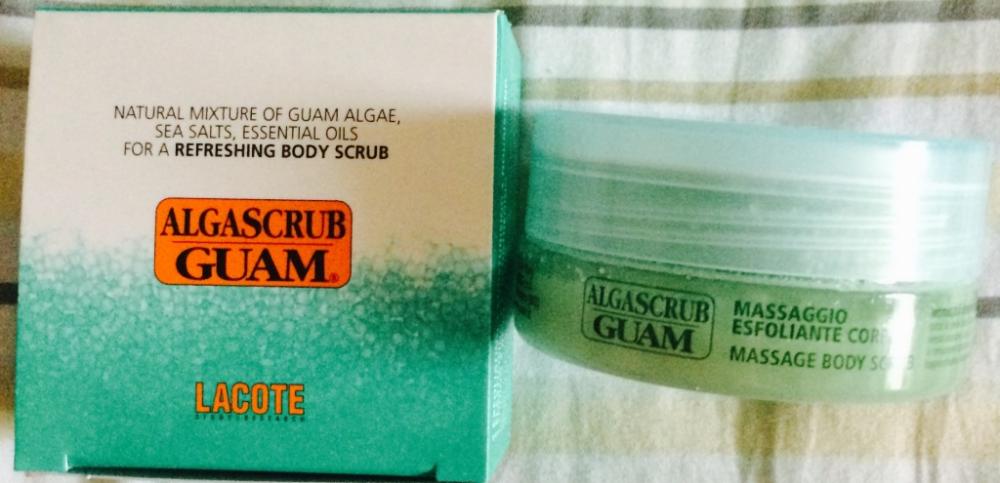 NATURAL MIXTURE OF GUAM ALGAE,
SEA SALTS, ESSENTIAL OILS
FOR A REFRESHING BODY SCRUB
ALGASCRUB
GUAM®
LACOTE
ALGASCRUB
GUAM
MASSAGGIO
ESFOLIANTE
MASSAGE BODY